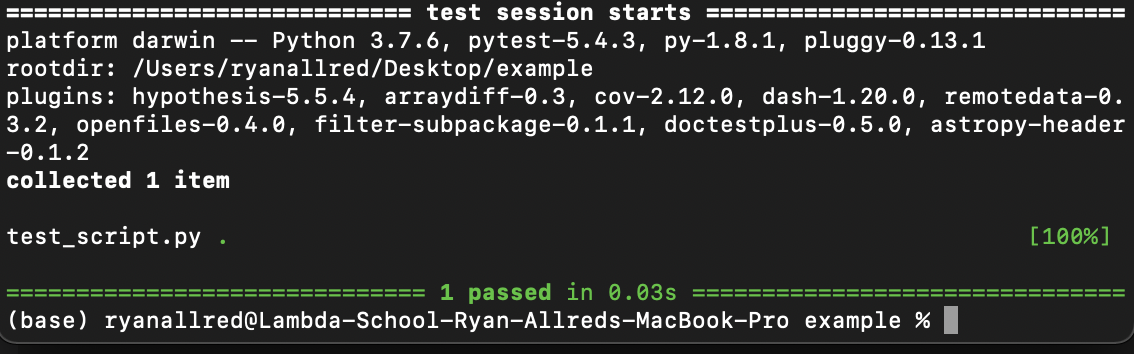 ============================= test session starts ==============================
platform darwin -- Python 3.7.6, pytest-5.4.3, py-1.8.1, pluggy-0.13.1
rootdir: /Users/ryanallred/Desktop/example
plugins: hypothesis-5.5.4, arraydiff-0.3, cov-2.12.0, dash-1.20.0, remotedata-0.
3.2, openfiles-0.4.0, filter-subpackage-0.1.1, doctestplus-0.5.0, astropy-header
-0.1.2
collected 1 item
test_script.py . [100%]
============================== 1 passed in 0.03s ===============================
(base) ryanallred@Lambda-School-Ryan-Allreds-MacBook-Pro example %